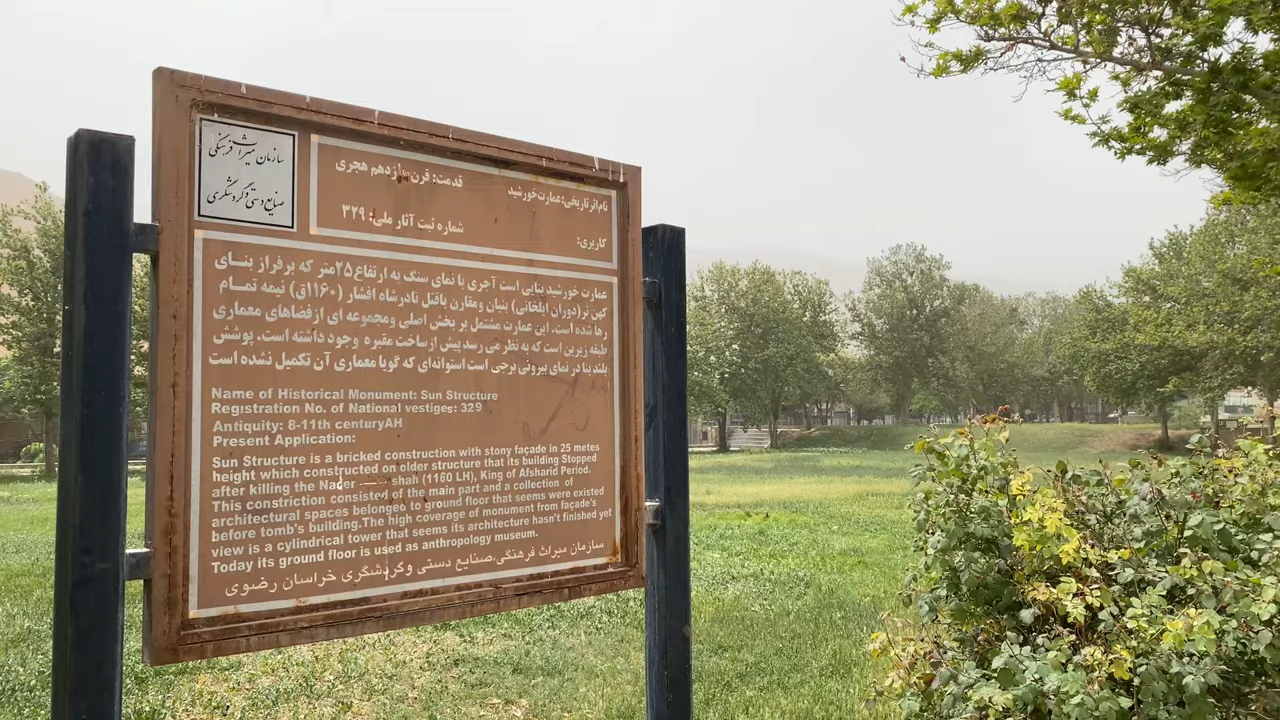 سازمان میراث فرهنگی
صنایع دستی و گردشگری
نام اثر تاریخی: عمارت خورشید
قدمت: قرن یازدهم هجری
کاربری:
شماره ثبت آثار ملی: ۳۲۹
عمارت خورشید بنایی است آجری با نمای سنگ به ارتفاع ۲۵متر که بر فراز بنای
کهن تر(دوران ایلخانی) بنیان ومقارن باقتل نادرشاه افشار (۱۱۶۰ق) نیمه تمام
رها شده است. این عمارت مشتمل بر بخش اصلی ومجموعه ای ازفضاهای معماری
طبقه زیرین است که به نظر می رسد پیش از ساخت مقبره وجود داشته است. پوشش
بلند بنا در نمای بیرونی برجی است استوانه‌ای که گویا معماری آن تکمیل نشده است
Name of Historical Monument: Sun Structure
Registration No. of National vestiges: 329
Antiquity: 8-11th centuryAH
Present Application:
Sun Structure is a bricked construction with stony façade in 25 metes
height which constructed on older structure that its building Stopped
after killing the Nader shah (1160 LH), King of Afsharid Period.
This constriction consisted of the main part and a collection of
architectural spaces belonged to ground floor that seems were existed
before tomb's building.The high coverage of monument from façade's
view is a cylindrical tower that seems its architecture hasn't finished yet
Today its ground floor is used as anthropology museum.
سازمان میراث فرهنگی،صنایع دستی وگردشگری خراسان رضوی